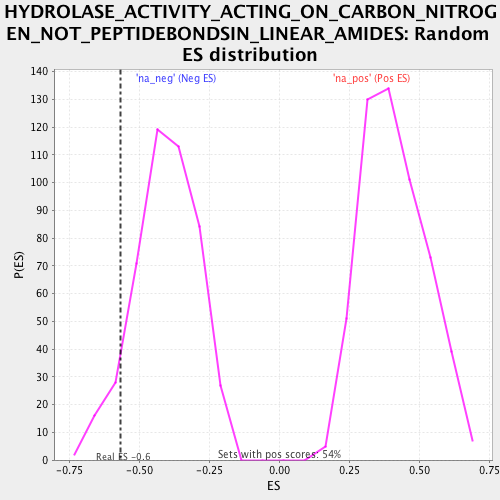 HYDROLASE_ACTIVITY_ACTING_ON_CARBON_NITROG
EN_NOT_PEPTIDEBONDSIN_LINEAR_AMIDES: Random
ES distribution
'na_neg' (Neg ES)
'na_pos' (Pos ES)
140
130
120
110
100
90
80
70
60
50
40
30
20
10
0
P(ES)
Real ES -0.6
Sets with pos scores: 54%
-0.75
-0.50
-0.25
0.00
0.25
0.50
0.75
ES